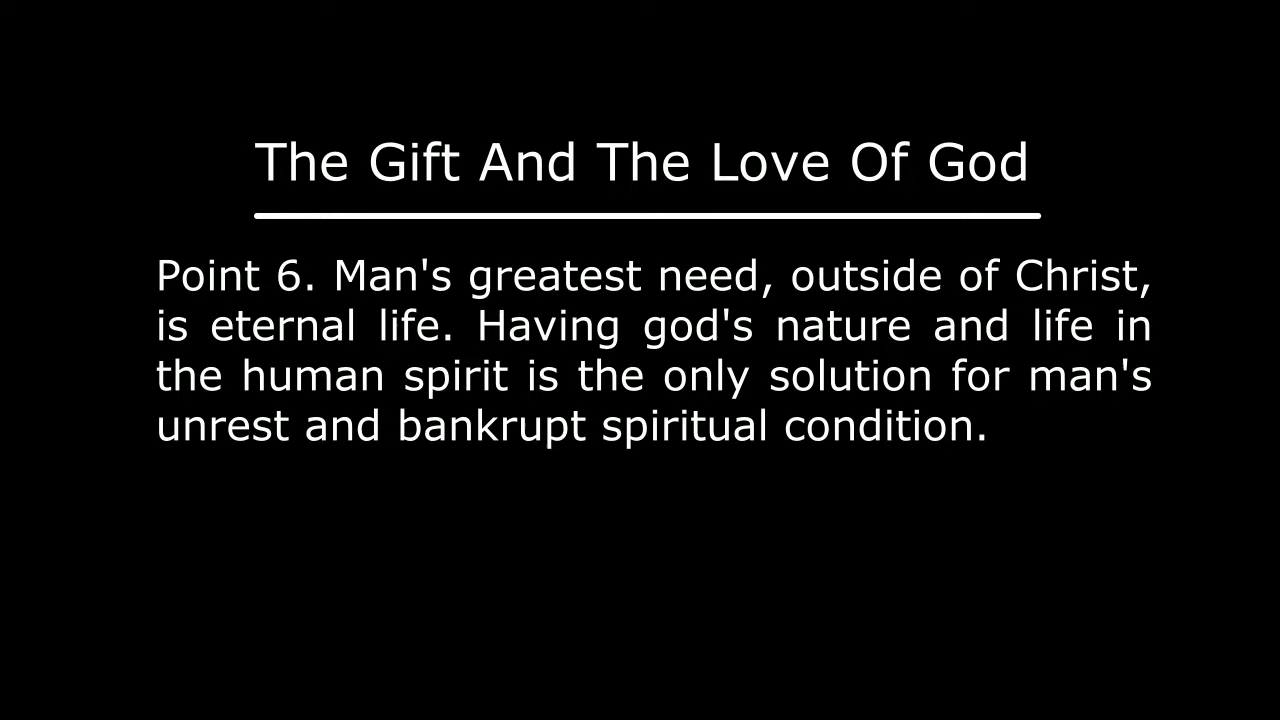 The Gift And The Love Of God
Point 6. Man's greatest need, outside of Christ,
is eternal life. Having god's nature and life in
the human spirit is the only solution for man's
unrest and bankrupt spiritual condition.